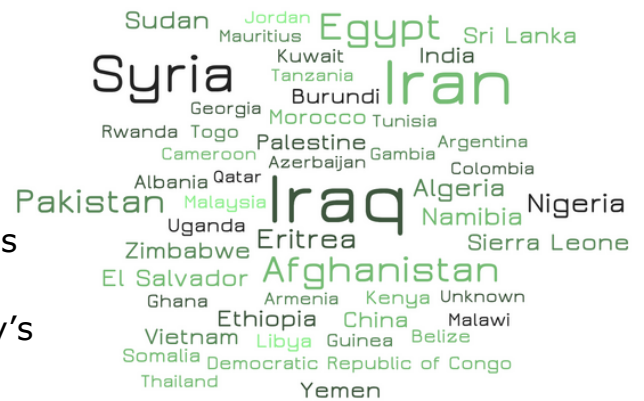 Sudan Jordan Egypt Sri Lanka
Mauritius
Syria Kuwait India
Tanzania Iran
Burundi
Georgia Morocco Tunisia
Rwanda Togo Palestine Argentina
Cameroon Azerbaijan Gambia Colombia
Albania Qatar Iraq Algeria
Pakistan Malaysia Namibia Nigeria
Uganda Eritrea Sierra Leone
s
Zimbabwe
El Salvador Afghanistan
Ghana Armenia Kenya Unknown
Ethiopia China Malawi
y's
Vietnam Libya Guinea Belize
Somalia Democratic Republic of Congo
Thailand Yemen